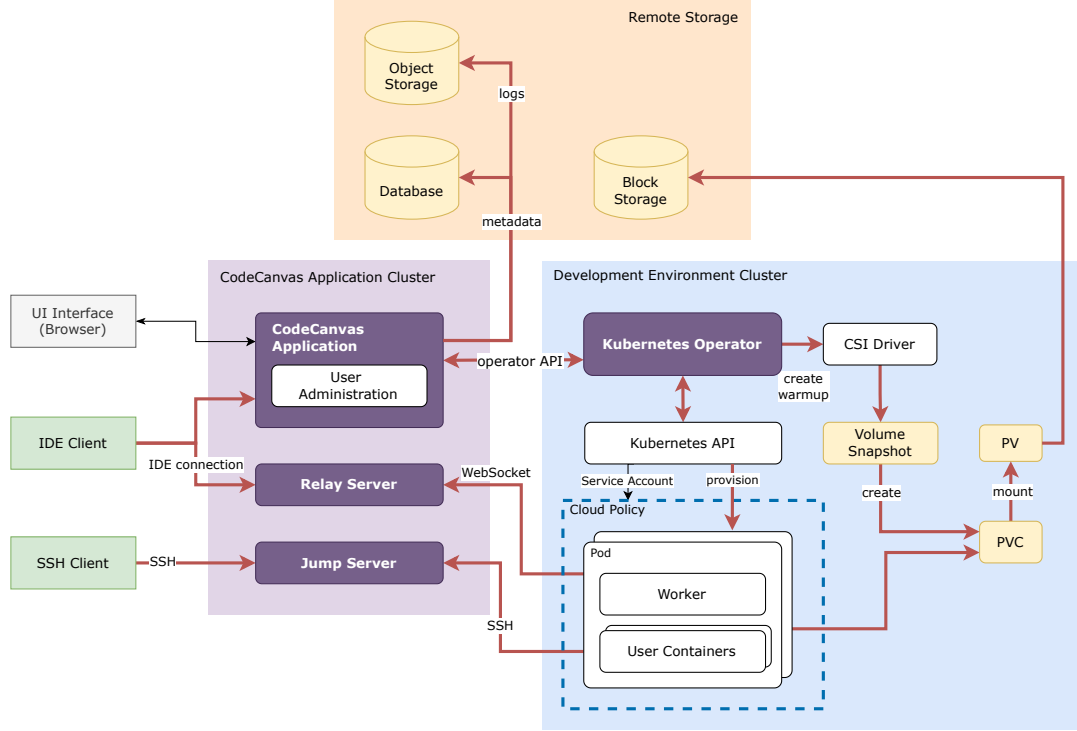 Remote Storage
Object
Storage
logs
Database
Block
Storage
metadata
CodeCanvas Application Cluster
Development Environment Cluster
UI Interface
(Browser)
CodeCanvas
Application
User
Administration
operator API
Kubernetes Operator
CSI Driver
create
warmup
IDE Client
IDE connection
Kubernetes API
Volume
Snapshot
PV
Relay Server
WebSocket
Service Account
provision
create
mount
Cloud Policy
SSH Client
SSH
Jump Server
Pod
PVC
Worker
SSH
User Containers